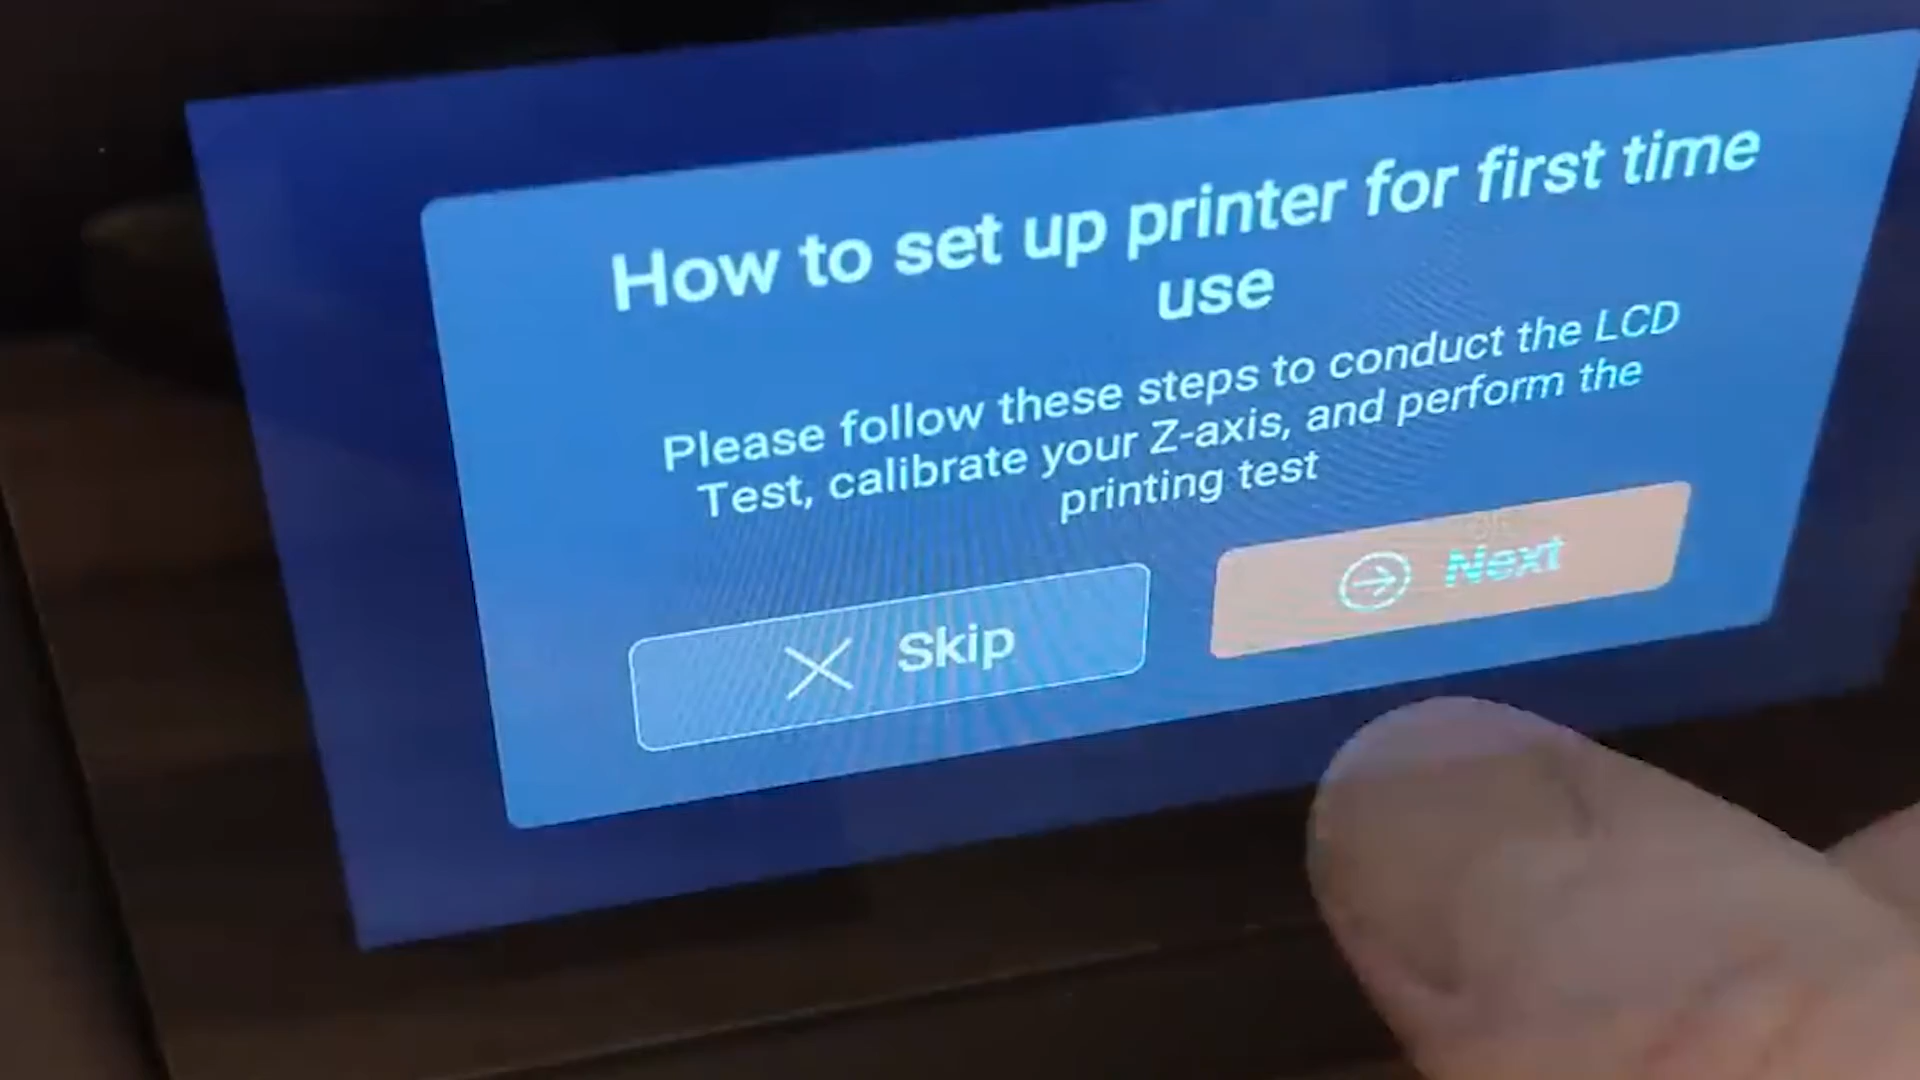 How to set up printer for first time
use
Please follow these steps to conduct the LCD
Test, calibrate your Z-axis, and perform the
printing test
Skip
Next